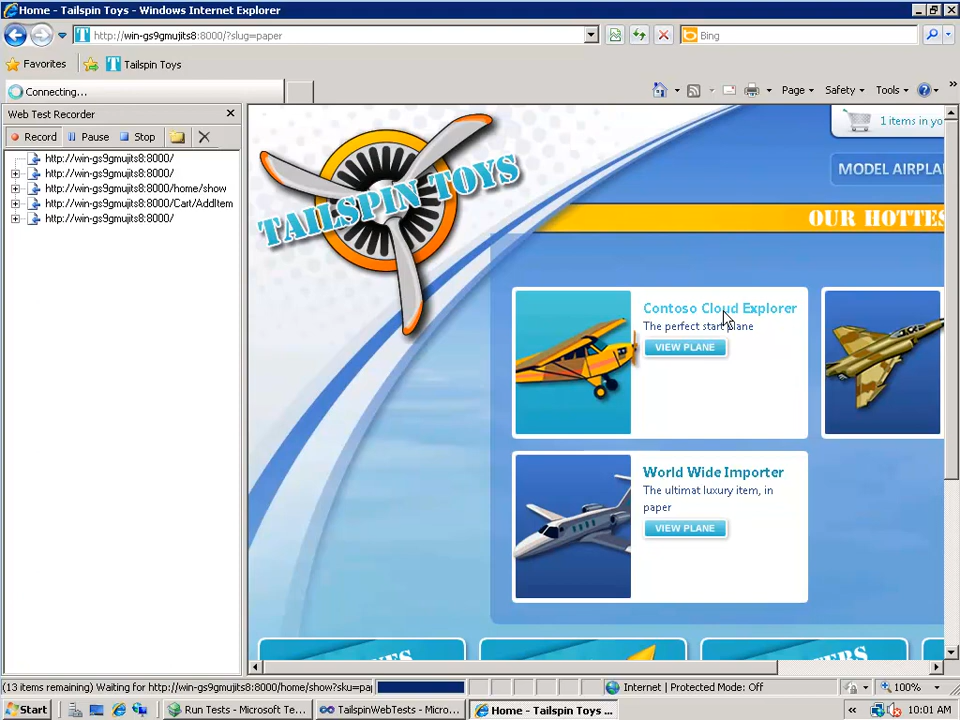 Home - Tailspin Toys - Windows Internet Explorer
http://win-gs9gmujits8:8000/?slug=paper
Bing
Favorites
Tailspin Toys
Connecting...
Page
Safety
Tools
Web Test Recorder
Record
Pause
Stop
http://win-gs9gmujits8:8000/
http://win-gs9gmujits8:8000/
http://win-gs9gmujits8:8000/home/show
http://win-gs9gmujits8:8000/Cart/AddItem
http://win-gs9gmujits8:8000/
TAILSPIN TOYS
1 items in yo
MODEL AIRPLAN
OUR HOTTES
Contoso Cloud Explorer
The perfect start plane
VIEW PLANE
World Wide Importer
The ultimat luxury item, in
paper
VIEW PLANE
(13 items remaining) Waiting for http://win-gs9gmujits8:8000/home/show?sku=pap
Internet | Protected Mode: Off
100%
Start
Run Tests - Microsoft Te...
TailspinWebTests - Micro...
Home - Tailspin Toys ...
10:01 AM